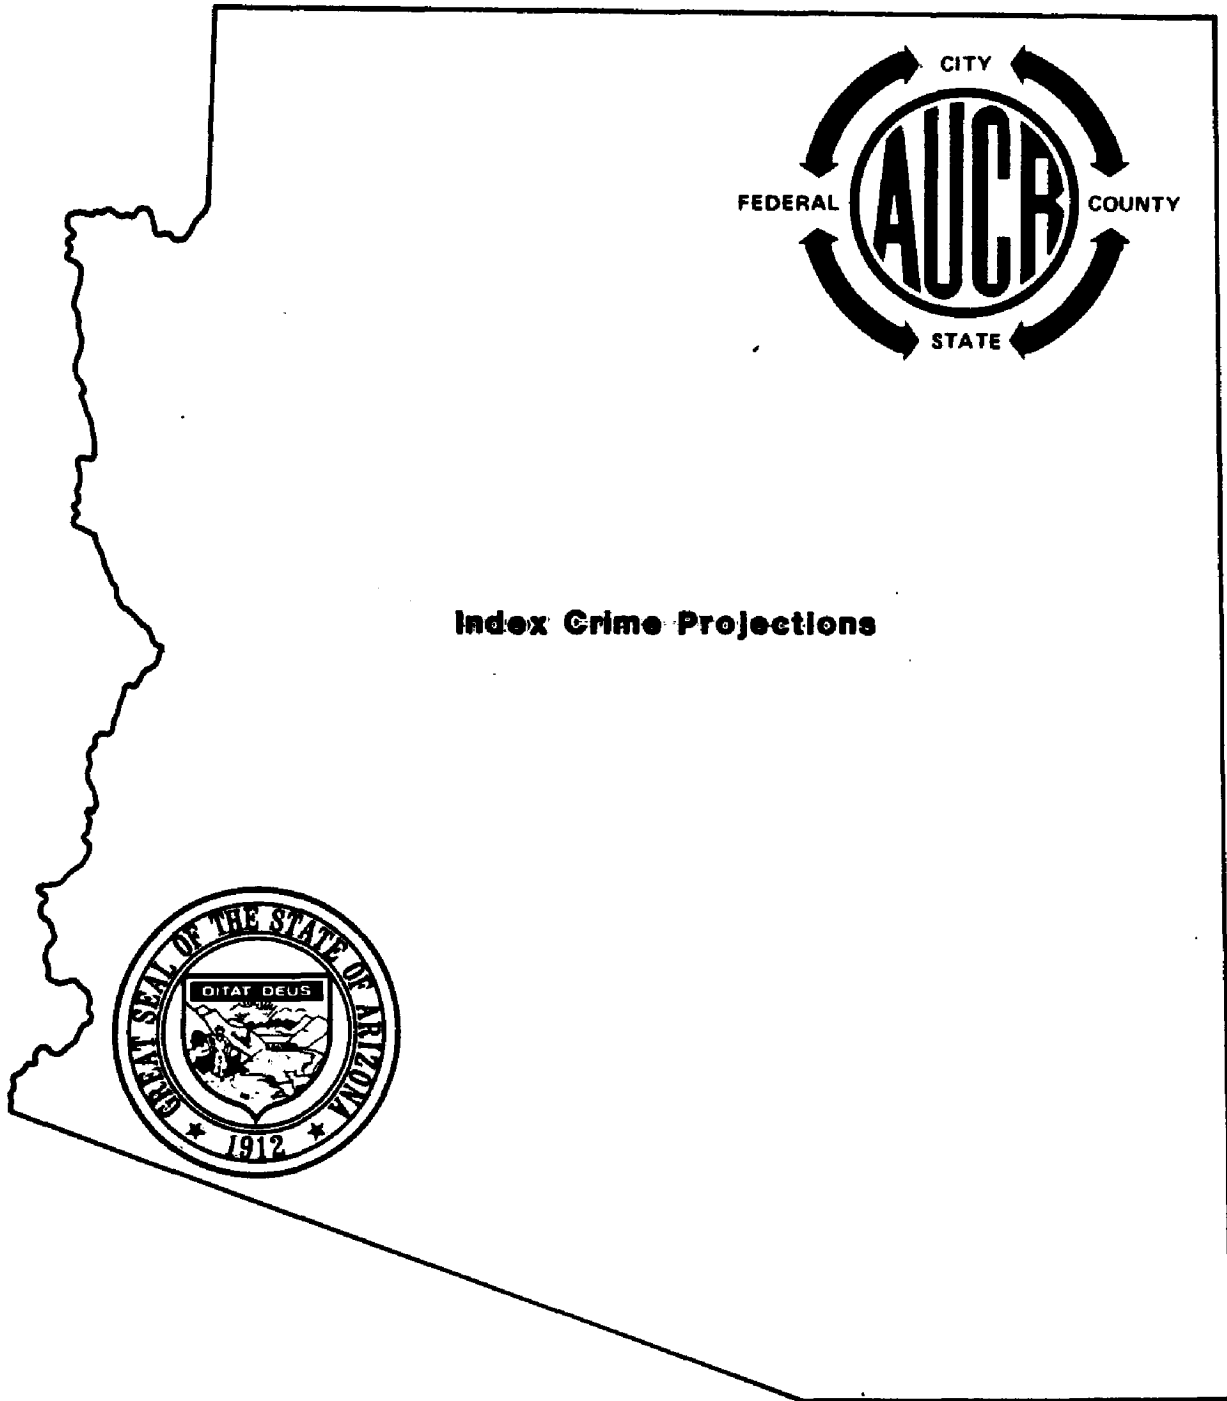 CITY
FEDERAL
AUCR
COUNTY
STATE
Index Crime Projections
GREAT SEAL OF THE STATE OF ARIZONA
DITAT DEUS
1912